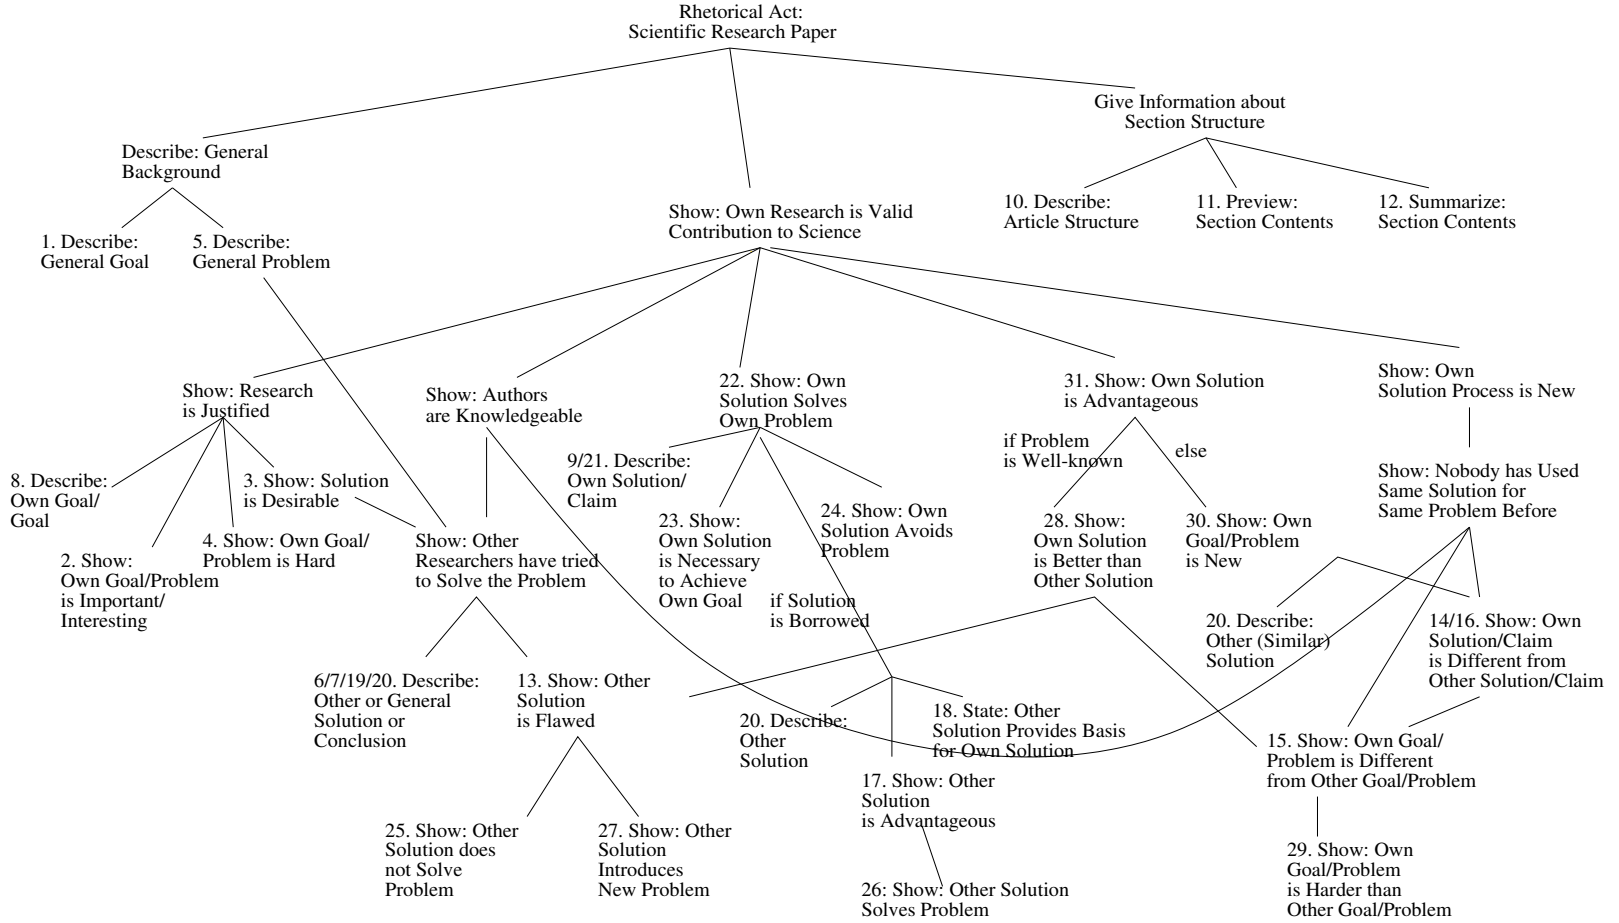 Rhetorical Act:
Scientific Research Paper
Give Information about
Section Structure
Describe: General
Background
10. Describe:
Article Structure
11. Preview:
Section Contents
12. Summarize:
Section Contents
Show: Own Research is Valid
Contribution to Science
1. Describe:
General Goal
5. Describe:
General Problem
Show: Research
is Justified
Show: Authors
are Knowledgeable
22. Show: Own
Solution Solves
Own Problem
31. Show: Own Solution
is Advantageous
Show: Own
Solution Process is New
if Problem
is Well-known
else
8. Describe:
Own Goal/
Goal
3. Show: Solution
is Desirable
9/21. Describe:
Own Solution/
Claim
Show: Nobody has Used
Same Solution for
Same Problem Before
2. Show:
Own Goal/Problem
is Important/
Interesting
4. Show: Own Goal/
Problem is Hard
Show: Other
Researchers have tried
to Solve the Problem
23. Show:
Own Solution
is Necessary
to Achieve
Own Goal
24. Show: Own
Solution Avoids
Problem
28. Show:
Own Solution
is Better than
Other Solution
30. Show: Own
Goal/Problem
is New
if Solution
is Borrowed
20. Describe:
Other (Similar)
Solution
14/16. Show: Own
Solution/Claim
is Different from
Other Solution/Claim
6/7/19/20. Describe:
Other or General
Solution or
Conclusion
13. Show: Other
Solution
is Flawed
20. Describe:
Other
Solution
18. State: Other
Solution Provides Basis
for Own Solution
15. Show: Own Goal/
Problem is Different
from Other Goal/Problem
17. Show: Other
Solution
is Advantageous
25. Show: Other
Solution does
not Solve
Problem
27. Show: Other
Solution
Introduces
New Problem
26: Show: Other Solution
Solves Problem
29. Show: Own
Goal/Problem
is Harder than
Other Goal/Problem